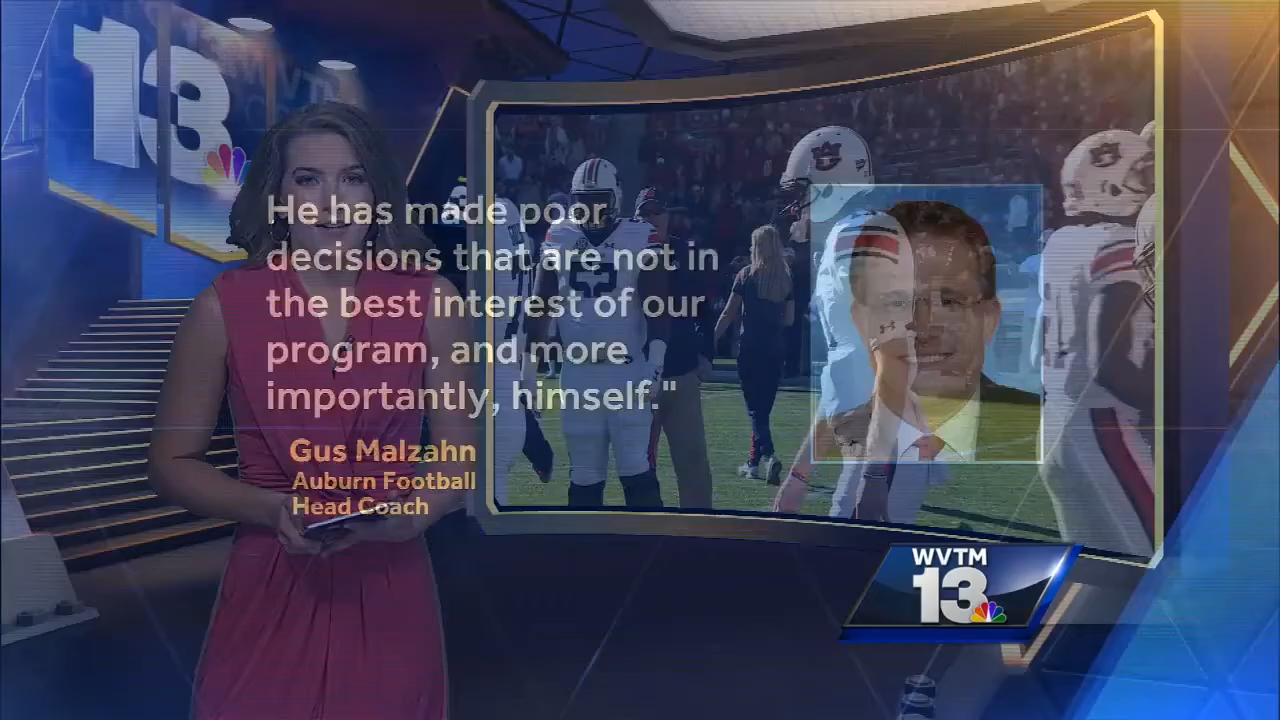 13
He has made poor
decisions that are not in
the best interest of our
program, and more
importantly, himself."
Gus Malzahn
Auburn Football
Head Coach
WVTM
13